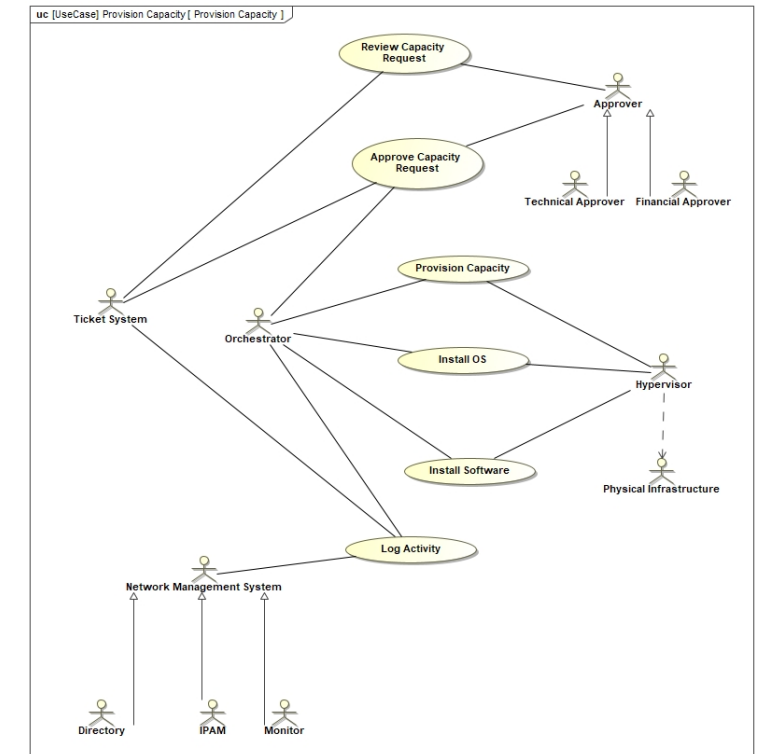 uc [UseCase] Provision Capacity [ Provision Capacity ]
Review Capacity
Request
Approver
Approve Capacity
Request
Technical Approver
Financial Approver
Provision Capacity
Ticket System
Orchestrator
Install OS
Hypervisor
Install Software
Physical Infrastructure
Log Activity
Network Management System
Directory
IPAM
Monitor